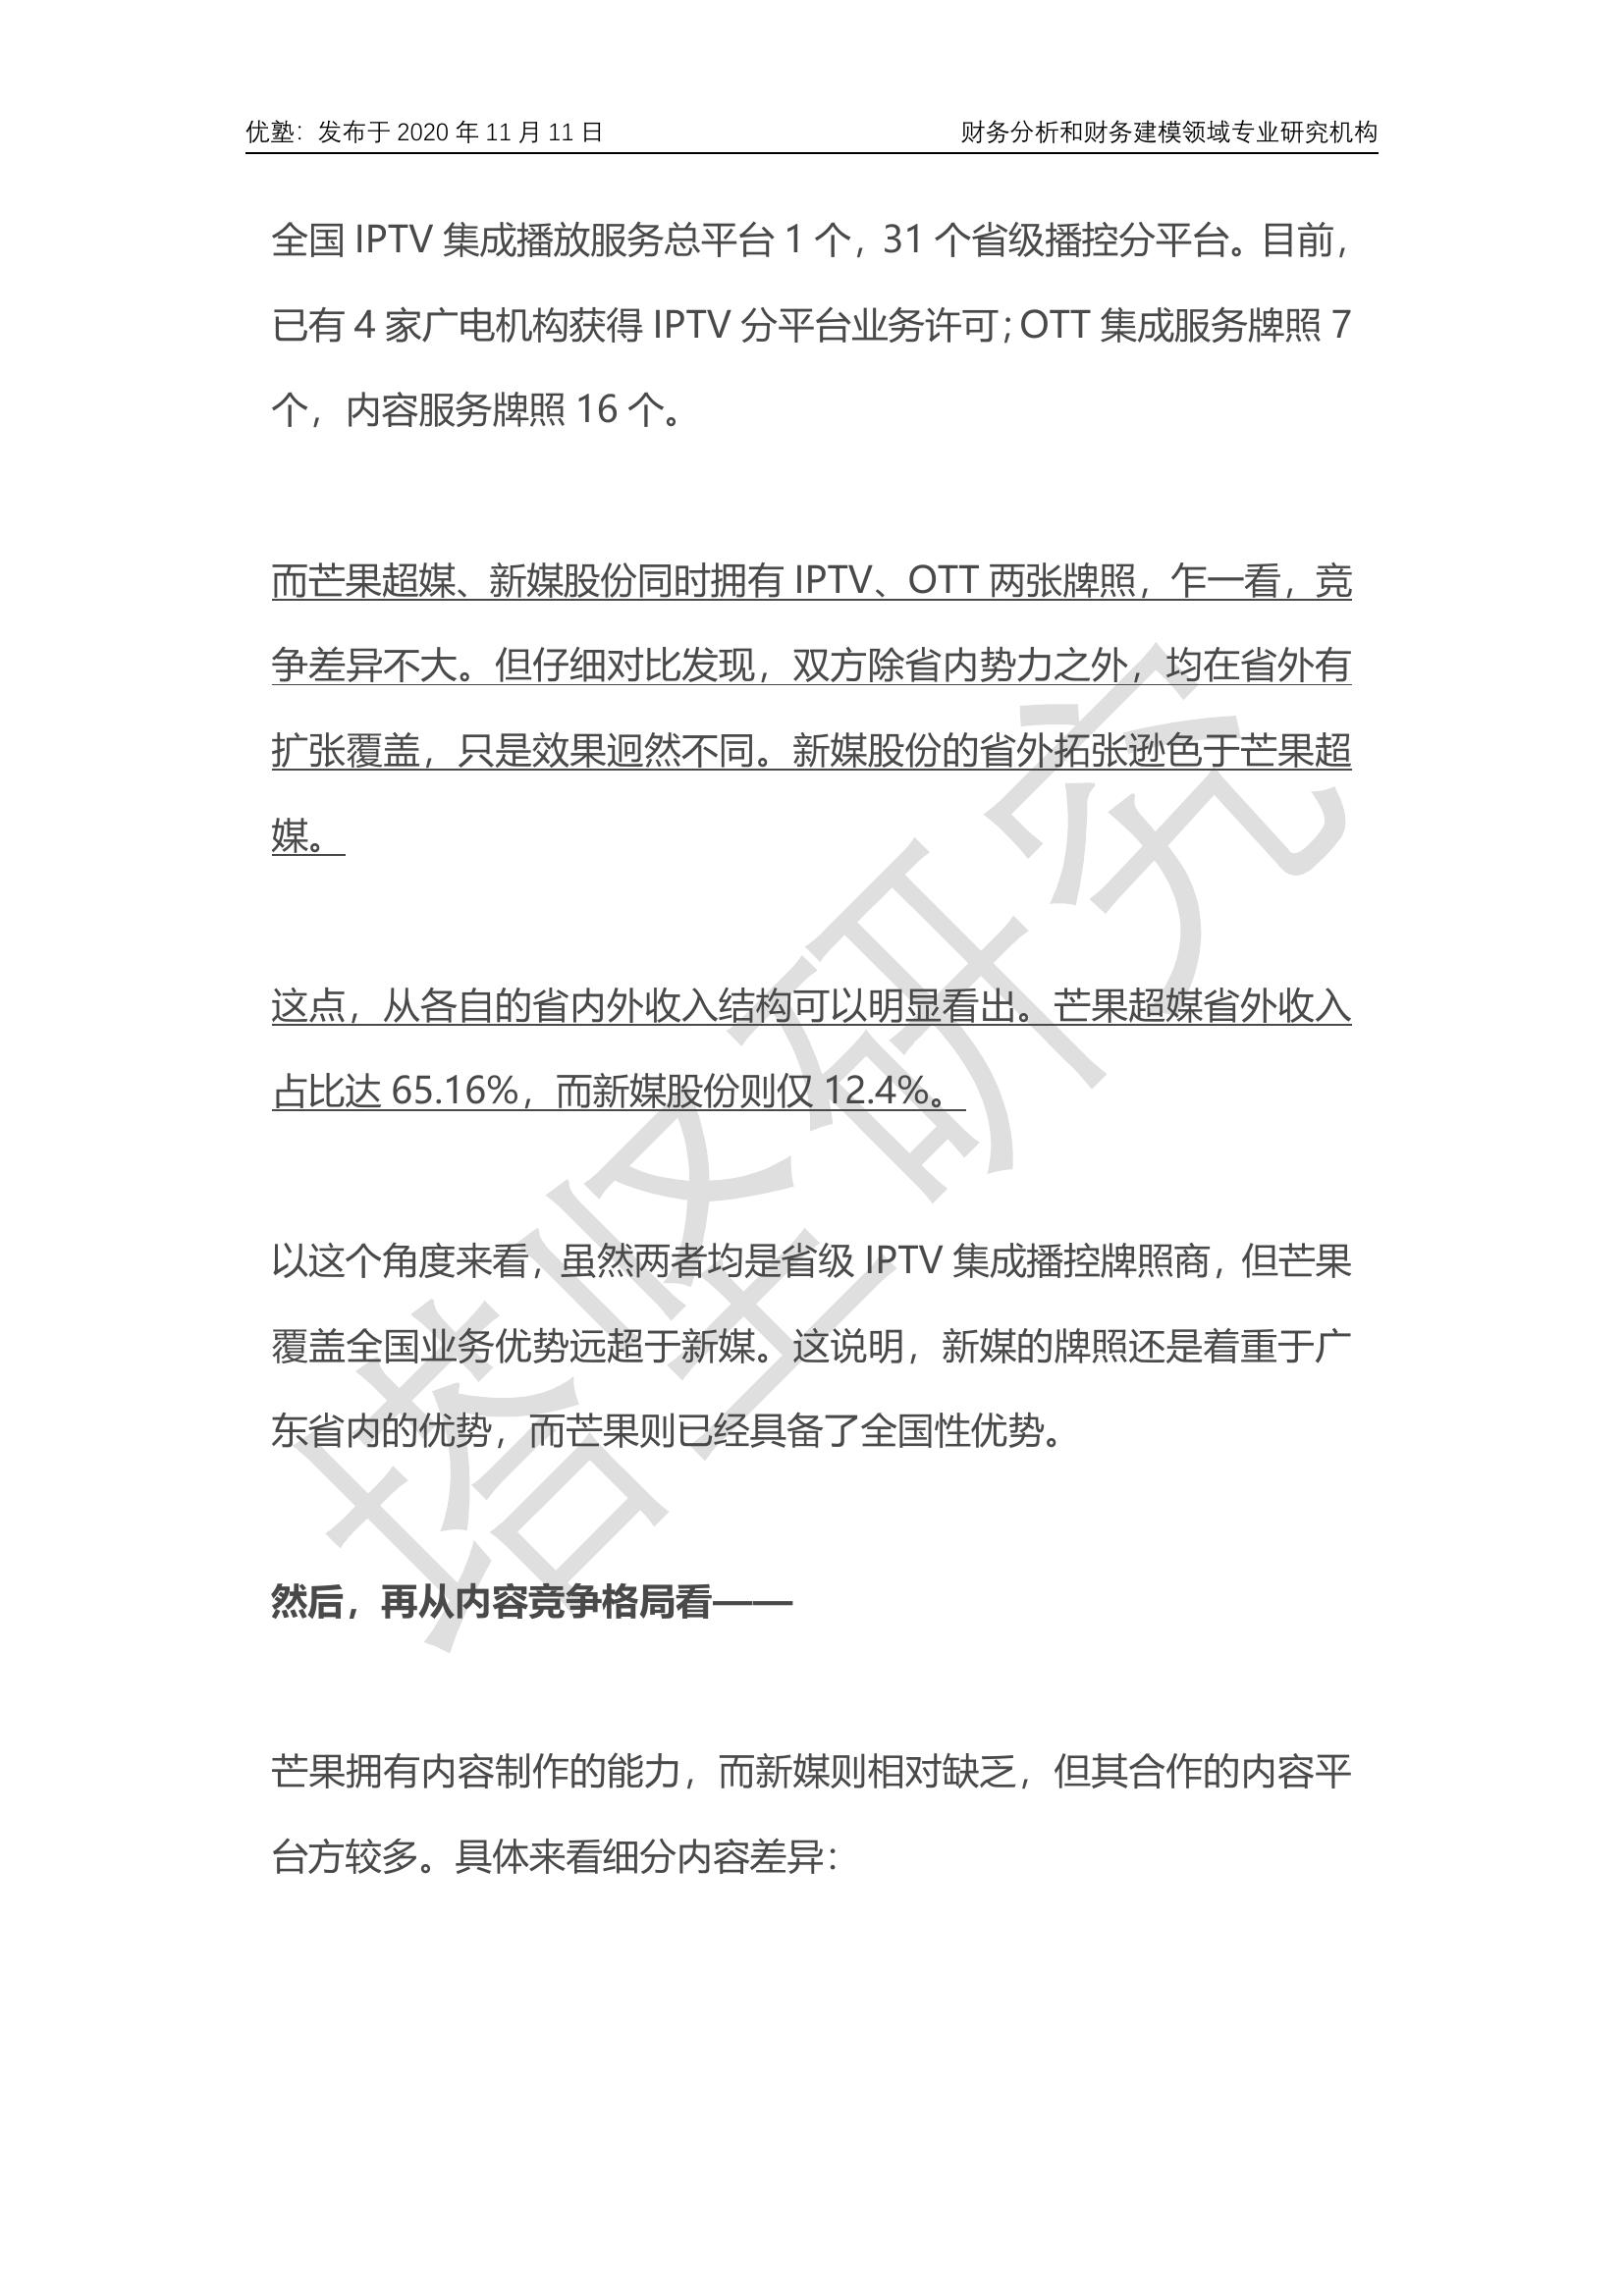 优塾：发布于 2020 年 11 月 11 日 财务分析和财务建模领域专业研究机构
全国 IPTV 集成播放服务总平台 1 个，31 个省级播控分平台。目前，
已有 4 家广电机构获得 IPTV 分平台业务许可；OTT 集成服务牌照 7
个，内容服务牌照 16 个。
而芒果超媒、新媒股份同时拥有 IPTV、OTT 两张牌照，乍一看，竞
争差异不大。但仔细对比发现，双方除省内势力之外，均在省外有
扩张覆盖，只是效果迥然不同。新媒股份的省外拓张逊色于芒果超
媒。
这点，从各自的省内外收入结构可以明显看出。芒果超媒省外收入
占比达 65.16%，而新媒股份则仅 12.4%。
以这个角度来看，虽然两者均是省级 IPTV 集成播控牌照商，但芒果
覆盖全国业务优势远超于新媒。这说明，新媒的牌照还是着重于广
东省内的优势，而芒果则已经具备了全国性优势。
然后，再从内容竞争格局看——
芒果拥有内容制作的能力，而新媒则相对缺乏，但其合作的内容平
台方较多。具体来看细分内容差异：
塔坚研究